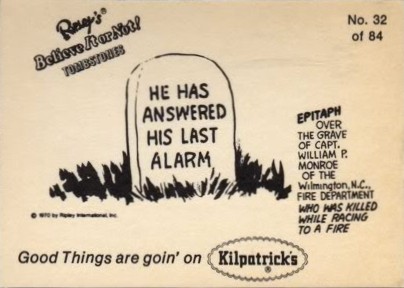 Ripley's®
Believe It or Not!
TOMBSTONES
No. 32
of 84
HE HAS
ANSWERED
HIS LAST
ALARM
EPITAPH
OVER
THE GRAVE
OF CAPT.
WILLIAM P.
MONROE
OF THE
Wilmington, N.C.,
FIRE DEPARTMENT
WHO WAS KILLED
WHILE RACING
TO A FIRE
© 1970 by Ripley International, Inc.
Good Things are goin' on
Kilpatrick's
®